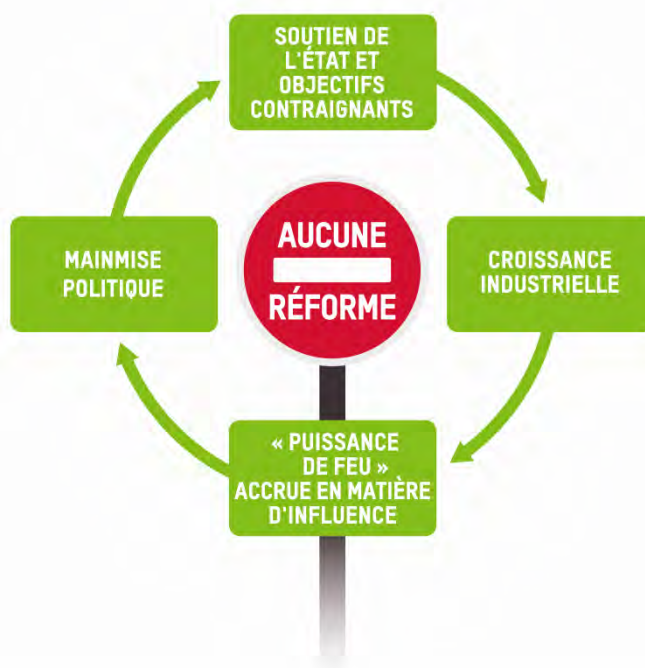 SOUTIEN DE
L'ÉTAT ET
OBJECTIFS
CONTRAIGNANTS
AUCUNE
RÉFORME
MAINMISE
POLITIQUE
CROISSANCE
INDUSTRIELLE
« PUISSANCE
DE FEU »
ACCRUE EN MATIÈRE
D'INFLUENCE